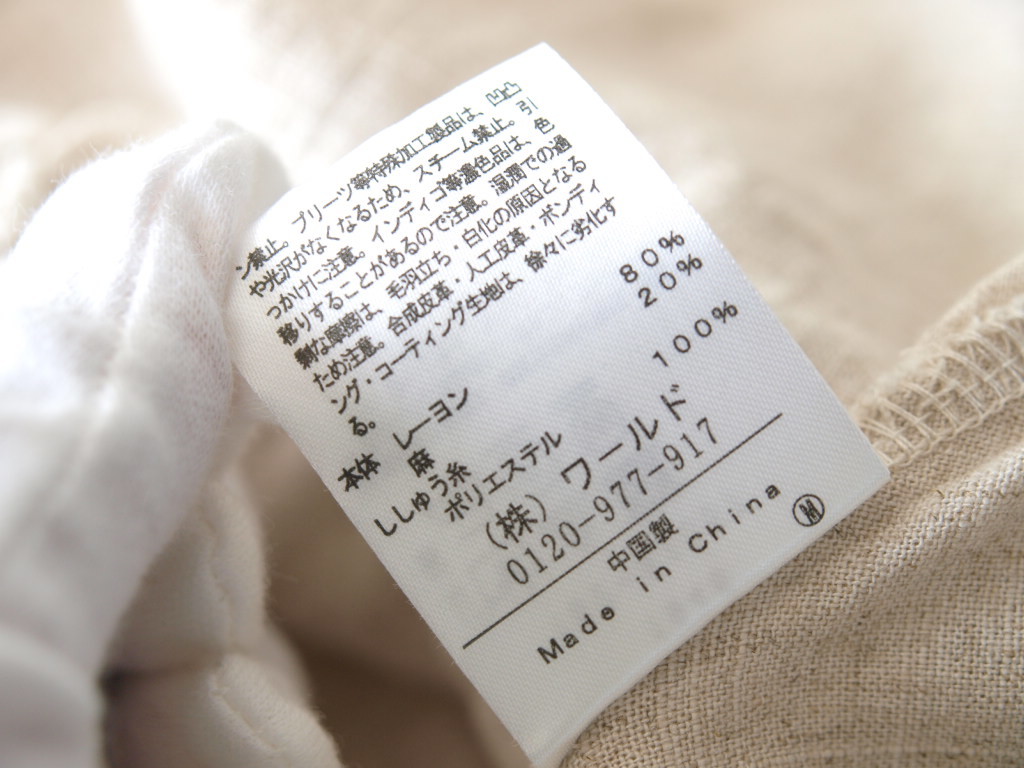 ン禁止。プリーツ等特殊加工製品は、凹凸
や光沢がなくなるため、スチーム禁止。引
っかけに注意。インディゴ等濃色品は、色
移りすることがあるので注意。湿潤での過
剰な摩擦は、毛羽立ち・白化の原因となる
ため注意。合成皮革・人工皮革・ボンディ
ング・コーティング生地は、徐々に劣化す
る。
本体 レーヨン 80%
麻 20%
ししゅう糸
ポリエステル 100%
(株) ワールド
0120-977-917
中国製
Made in China
M